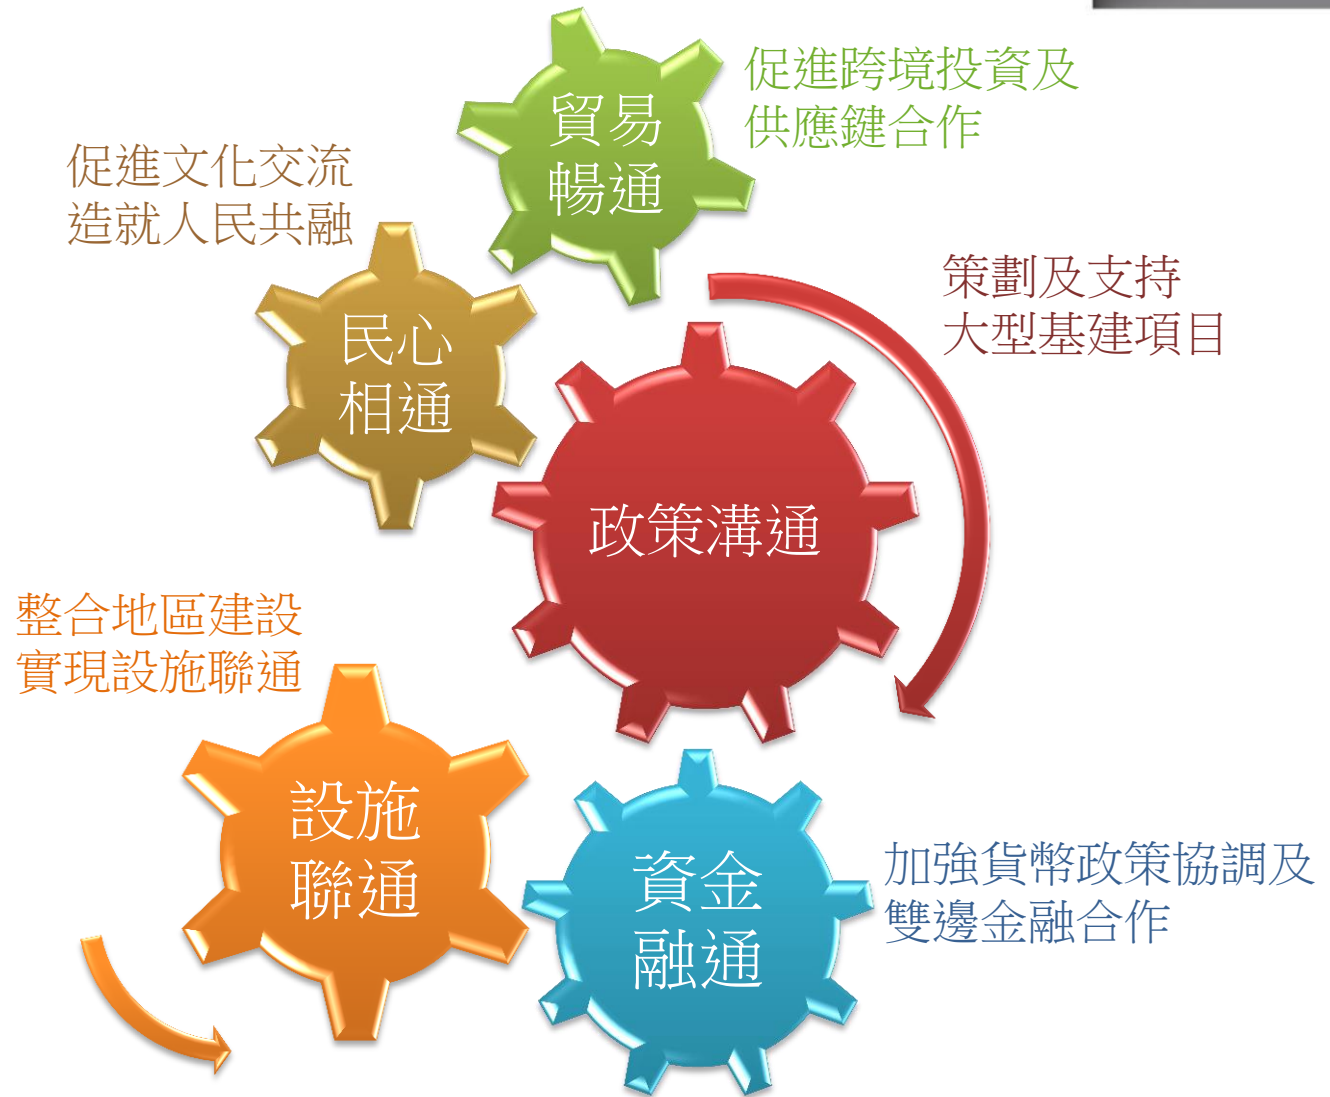 貿易
暢通
促進跨境投資及
供應鍵合作
促進文化交流
造就人民共融
民心
相通
策劃及支持
大型基建項目
政策溝通
整合地區建設
實現設施聯通
設施
聯通
資金
融通
加強貨幣政策協調及
雙邊金融合作